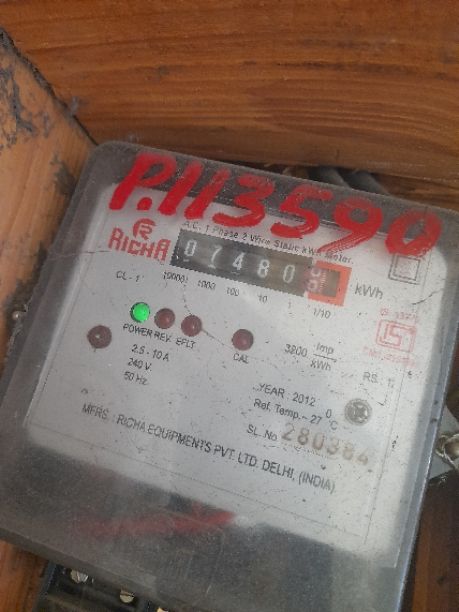 P.113590
A.C. 1 Phase 2 Wire Static kWh Meter.
RICHA
07480
kWh
CL - 1
10000 1000 100 10 1 1/10
POWER REV. EFLT
CAL
3200 Imp
kWh
2.5 - 10A
240 V.
50 Hz.
YEAR : 2012
Ref. Temp.– 27 °C
SL. No. 280384
MFRS : RICHA EQUIPMENTS PVT. LTD. DELHI, (INDIA)